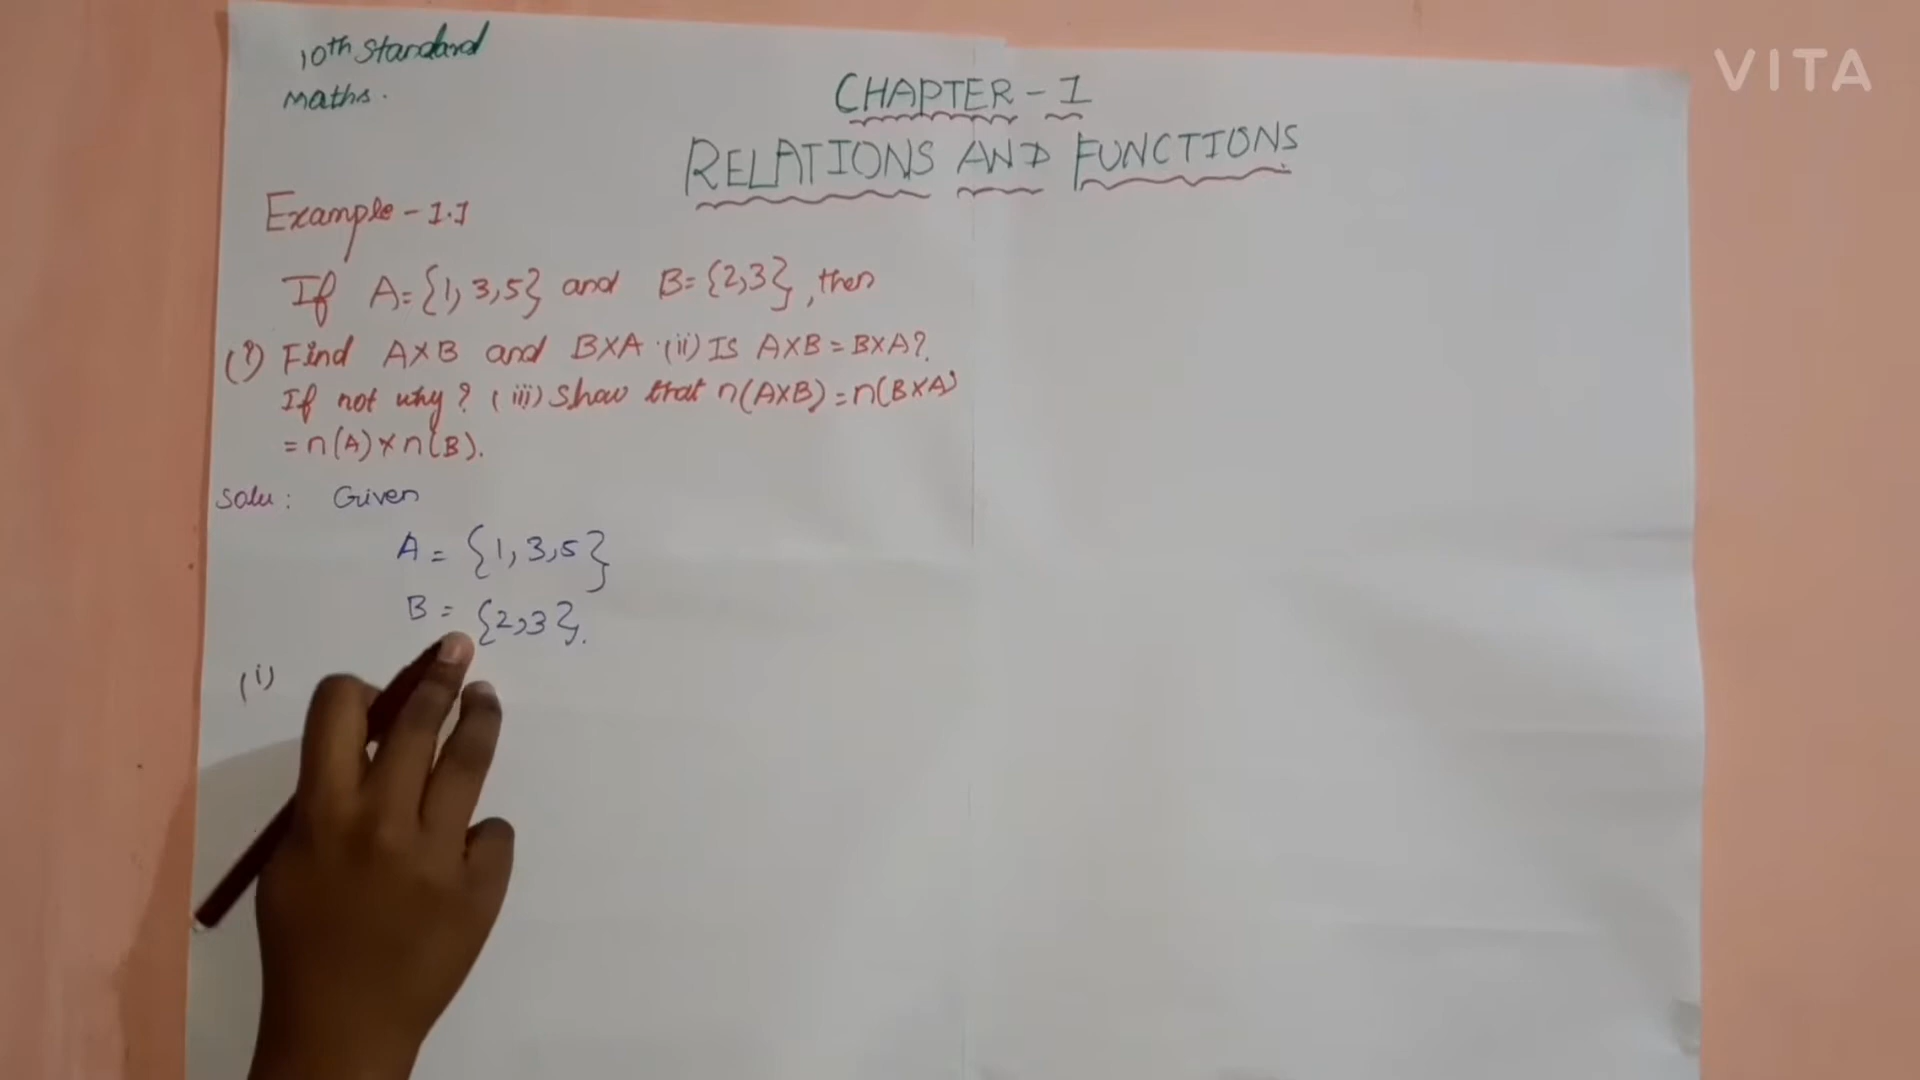 10th Standard
Maths.
CHAPTER - 1
RELATIONS AND FUNCTIONS
Example - 1.1
If A = {1, 3, 5} and B = {2, 3}, then
(i) Find A X B and B X A. (ii) Is A X B = B X A?
If not why? (iii) Show that n(A X B) = n(B X A)
= n(A) x n(B).
Solu: Given
A = {1, 3, 5}
B = {2, 3}.
(i)
VITA